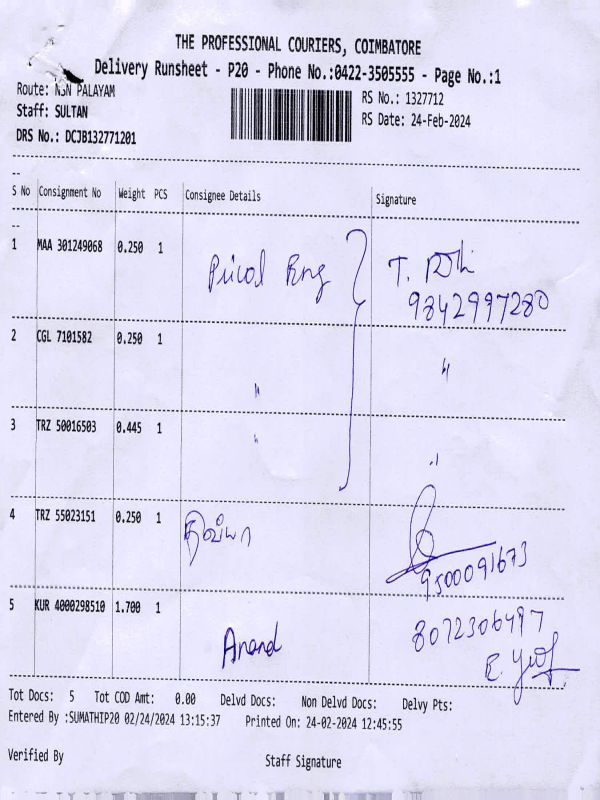 THE PROFESSIONAL COURIERS, COIMBATORE
Delivery Runsheet - P20 - Phone No.:0422-3505555 - Page No.:1
Route: NSN PALAYAM
RS No.: 1327712
Staff: SULTAN
RS Date: 24-Feb-2024
DRS No.: DCJB132771201
S No Consignment No Weight PCS Consignee Details Signature
1 MAA 301249068 0.250 1 Pricol Eng T.
9842997280
2 CGL 7101582 0.250 1 〃 〃
3 TRZ 50016503 0.445 1 〃 〃
4 TRZ 55023151 0.250 1 திவ்யா
9500091673
5 KUR 4000298510 1.700 1 Anand 8072306497
Tot Docs: 5 Tot COD Amt: 0.00 Delvd Docs: Non Delvd Docs: Delvy Pts:
Entered By :SUMATHIP20 02/24/2024 13:15:37 Printed On: 24-02-2024 12:45:55
Verified By Staff Signature